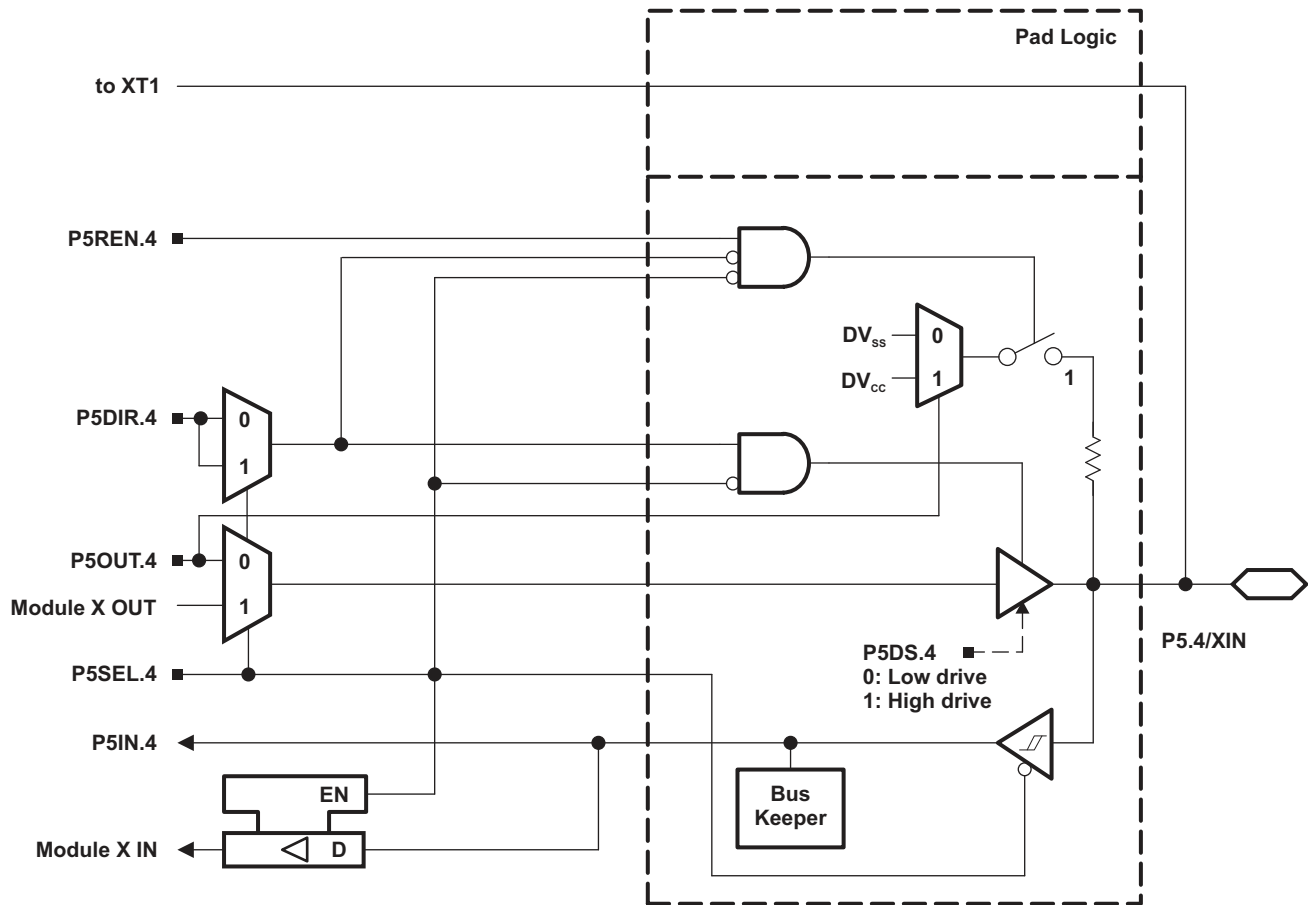 Pad Logic
to XT1
P5REN.4
DVSS
0
DVCC
1
1
P5DIR.4
0
1
P5OUT.4
0
Module X OUT
1
P5DS.4
0: Low drive
1: High drive
P5.4/XIN
P5SEL.4
P5IN.4
EN
Bus
Keeper
Module X IN
D